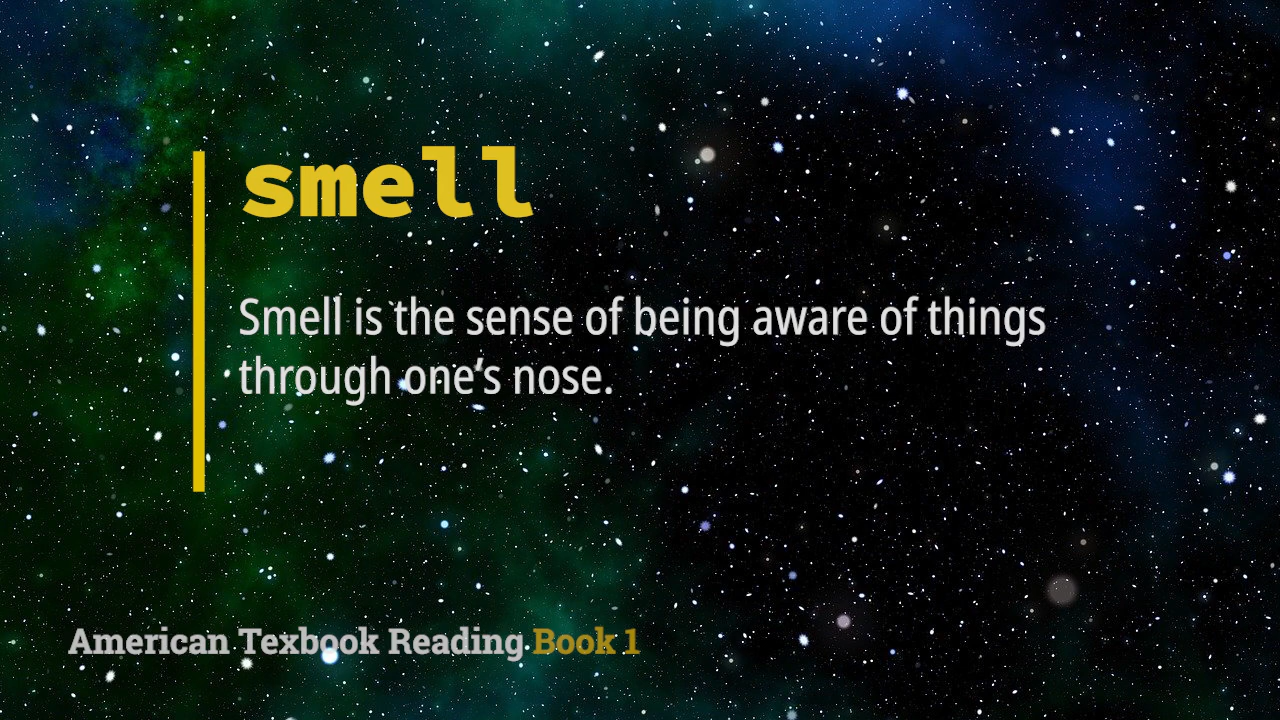 smell
Smell is the sense of being aware of things
through one's nose.
American Texbook Reading Book 1